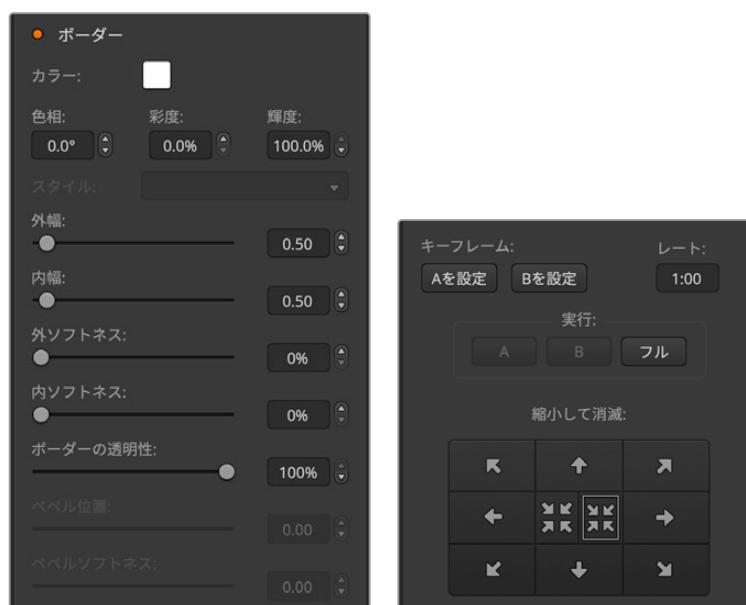 ボーダー
カラー:
色相: 彩度: 輝度:
0.0° 0.0% 100.0%
スタイル:
外幅:
0.50
内幅:
0.50
外ソフトネス:
0%
内ソフトネス:
0%
ボーダーの透明性:
100%
ベベル位置:
0.00
ベベルソフトネス:
0.00
キーフレーム: レート:
Aを設定 Bを設定 1:00
実行:
A B フル
縮小して消滅: